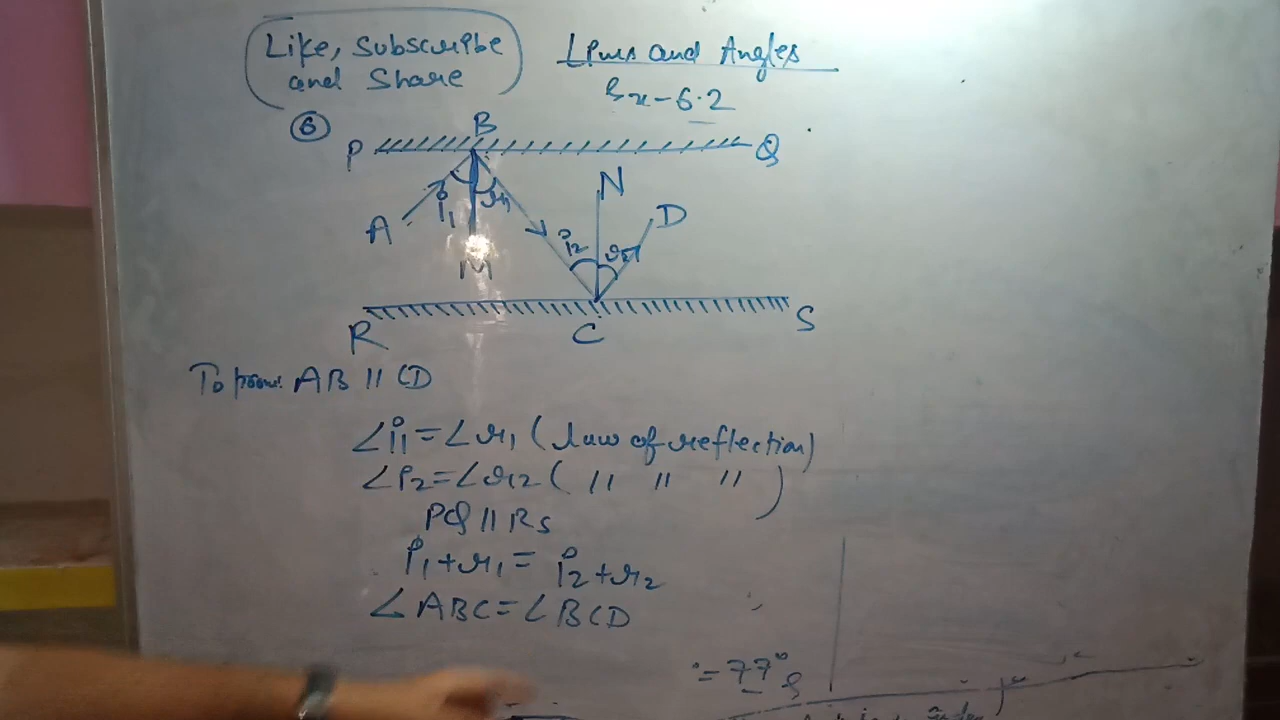 Like, Subscribe
and Share
Lines and Angles
Ex-6.2
6
P
B
Q
N
D
A
i1
r1
i2
r2
M
R
C
S
To prove: AB || CD
∠i1=∠r1 (law of reflection)
∠i2=∠r2 ( 〃 〃 〃 )
PQ || RS
i1+r1= i2+r2
∠ABC=∠BCD
= 77°